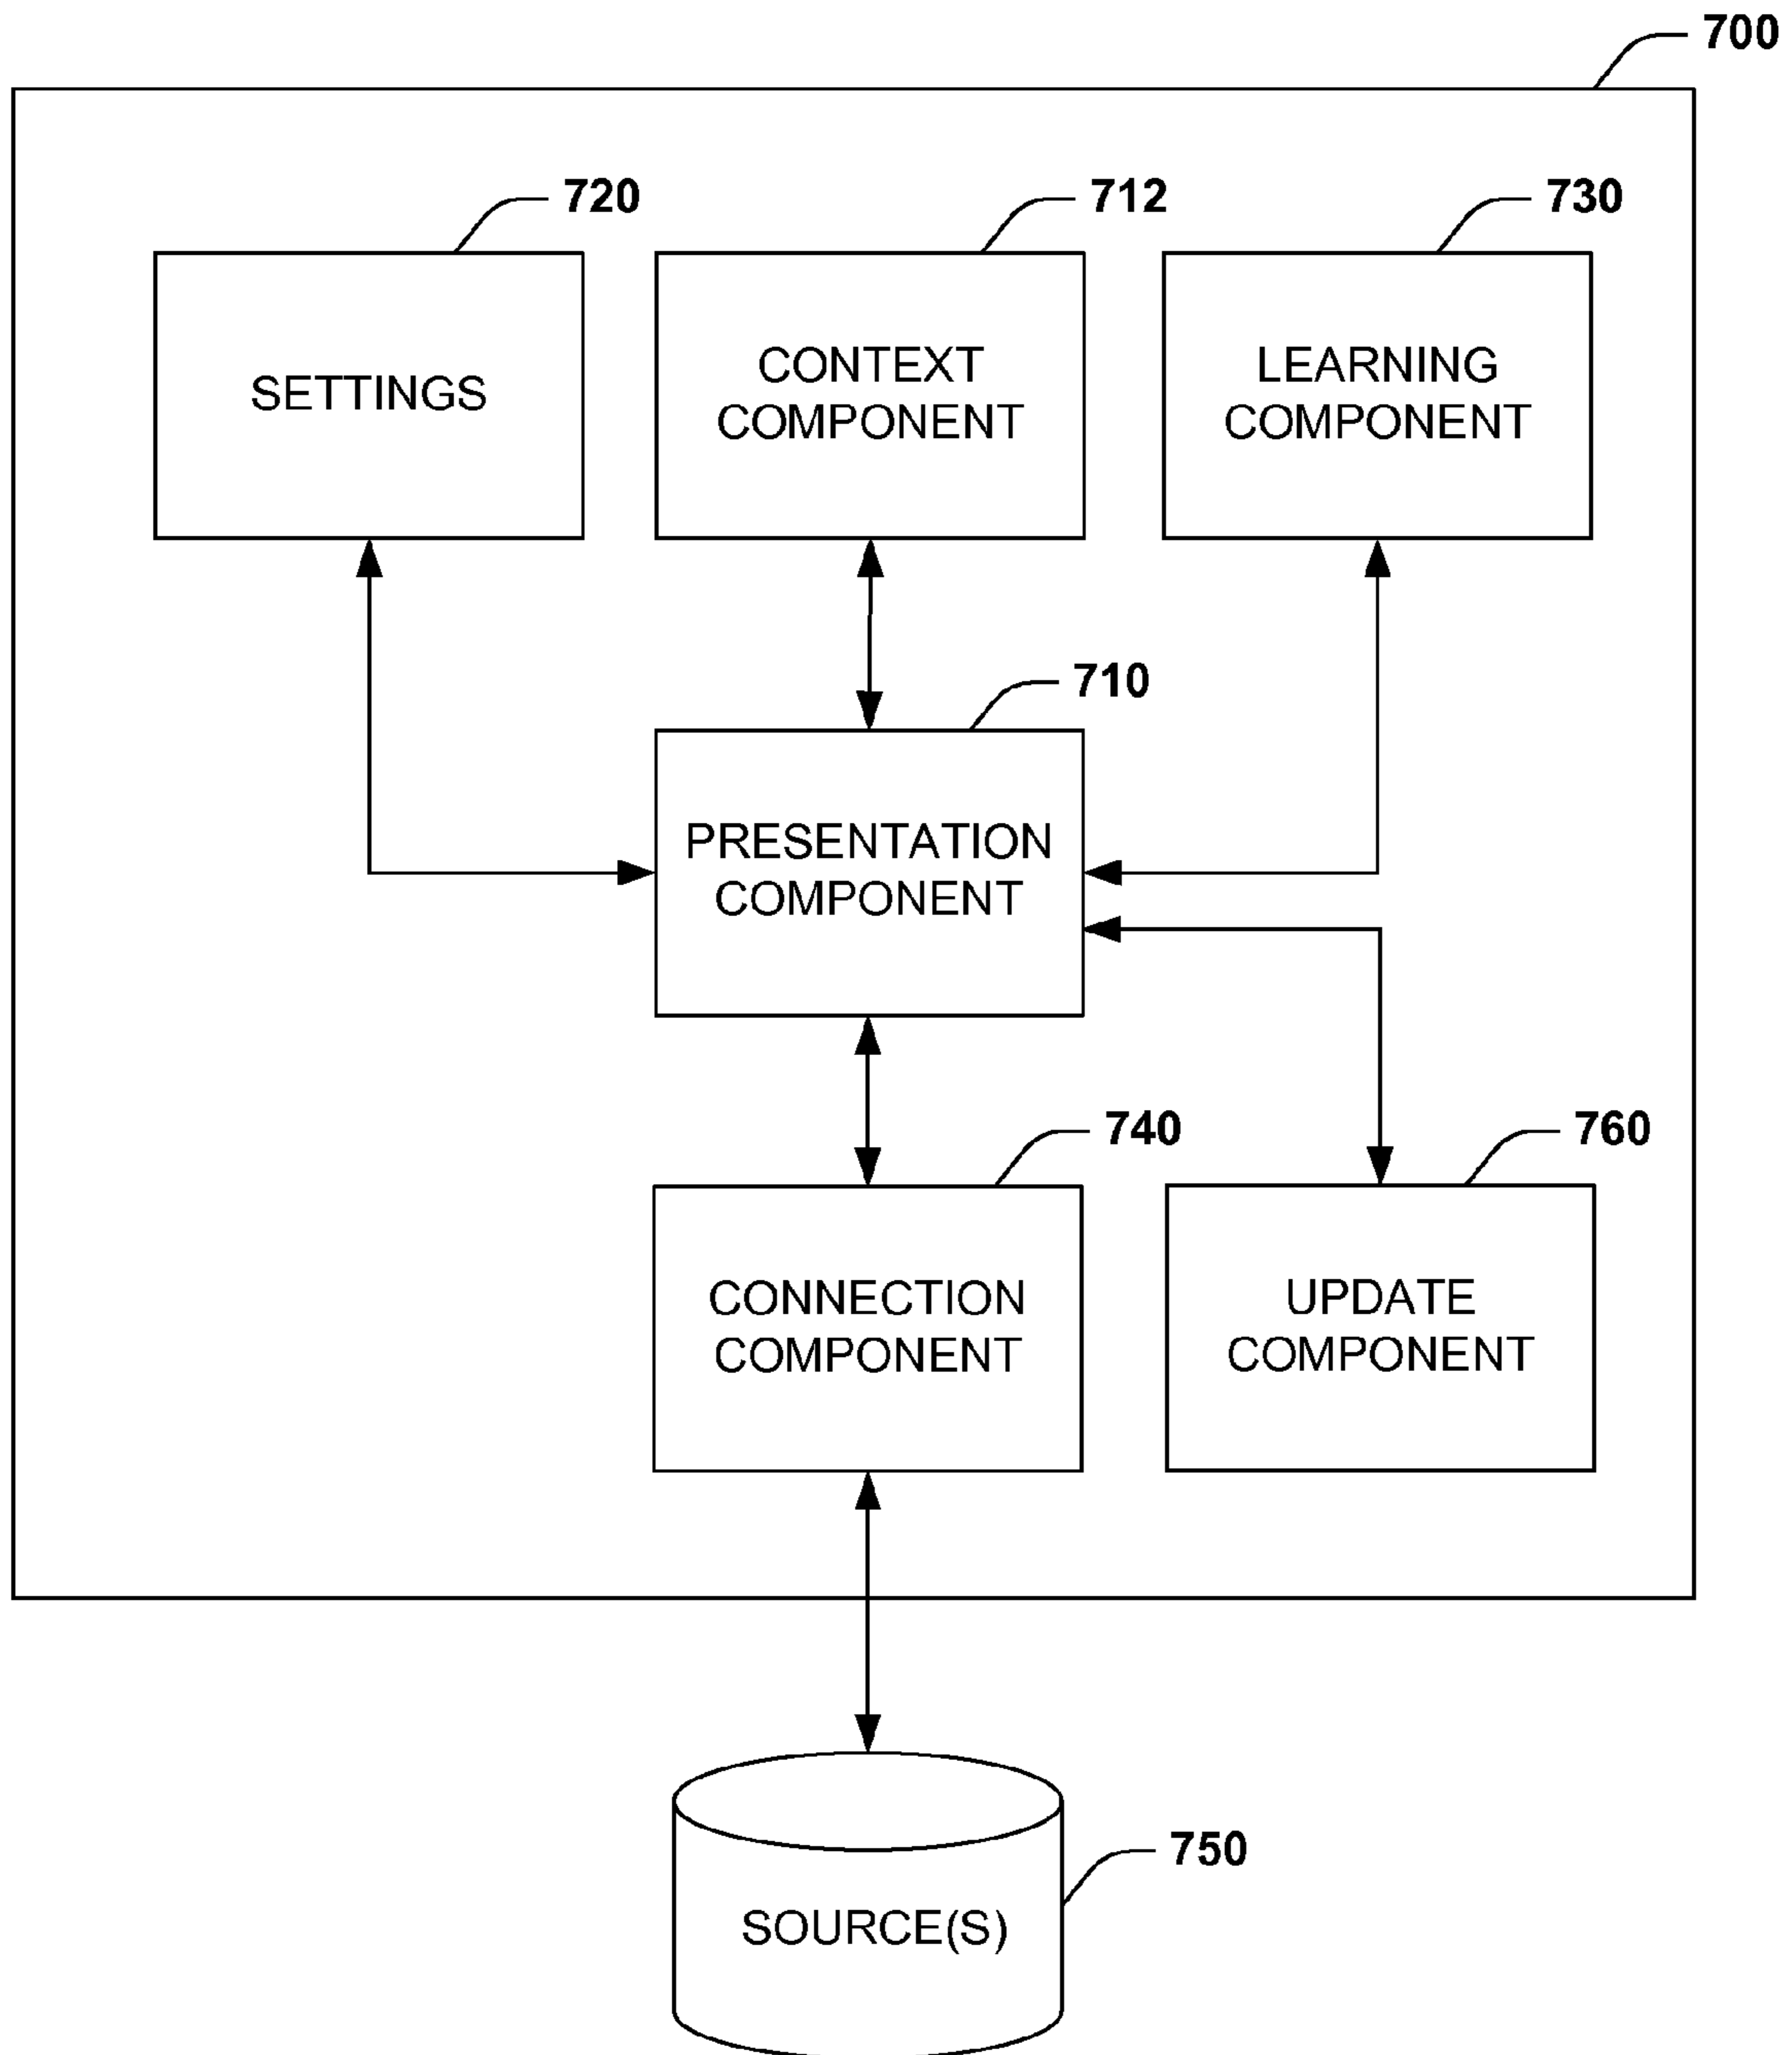 700
720
712
730
SETTINGS
CONTEXT
COMPONENT
LEARNING
COMPONENT
710
PRESENTATION
COMPONENT
740
760
CONNECTION
COMPONENT
UPDATE
COMPONENT
750
SOURCE(S)